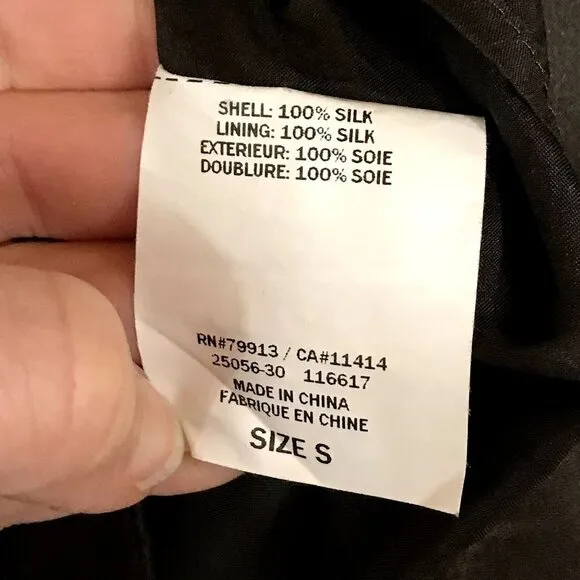 SHELL: 100% SILK
LINING: 100% SILK
EXTERIEUR: 100% SOIE
DOUBLURE: 100% SOIE
RN#79913 / CA#11414
25056-30 116617
MADE IN CHINA
FABRIQUE EN CHINE
SIZE S